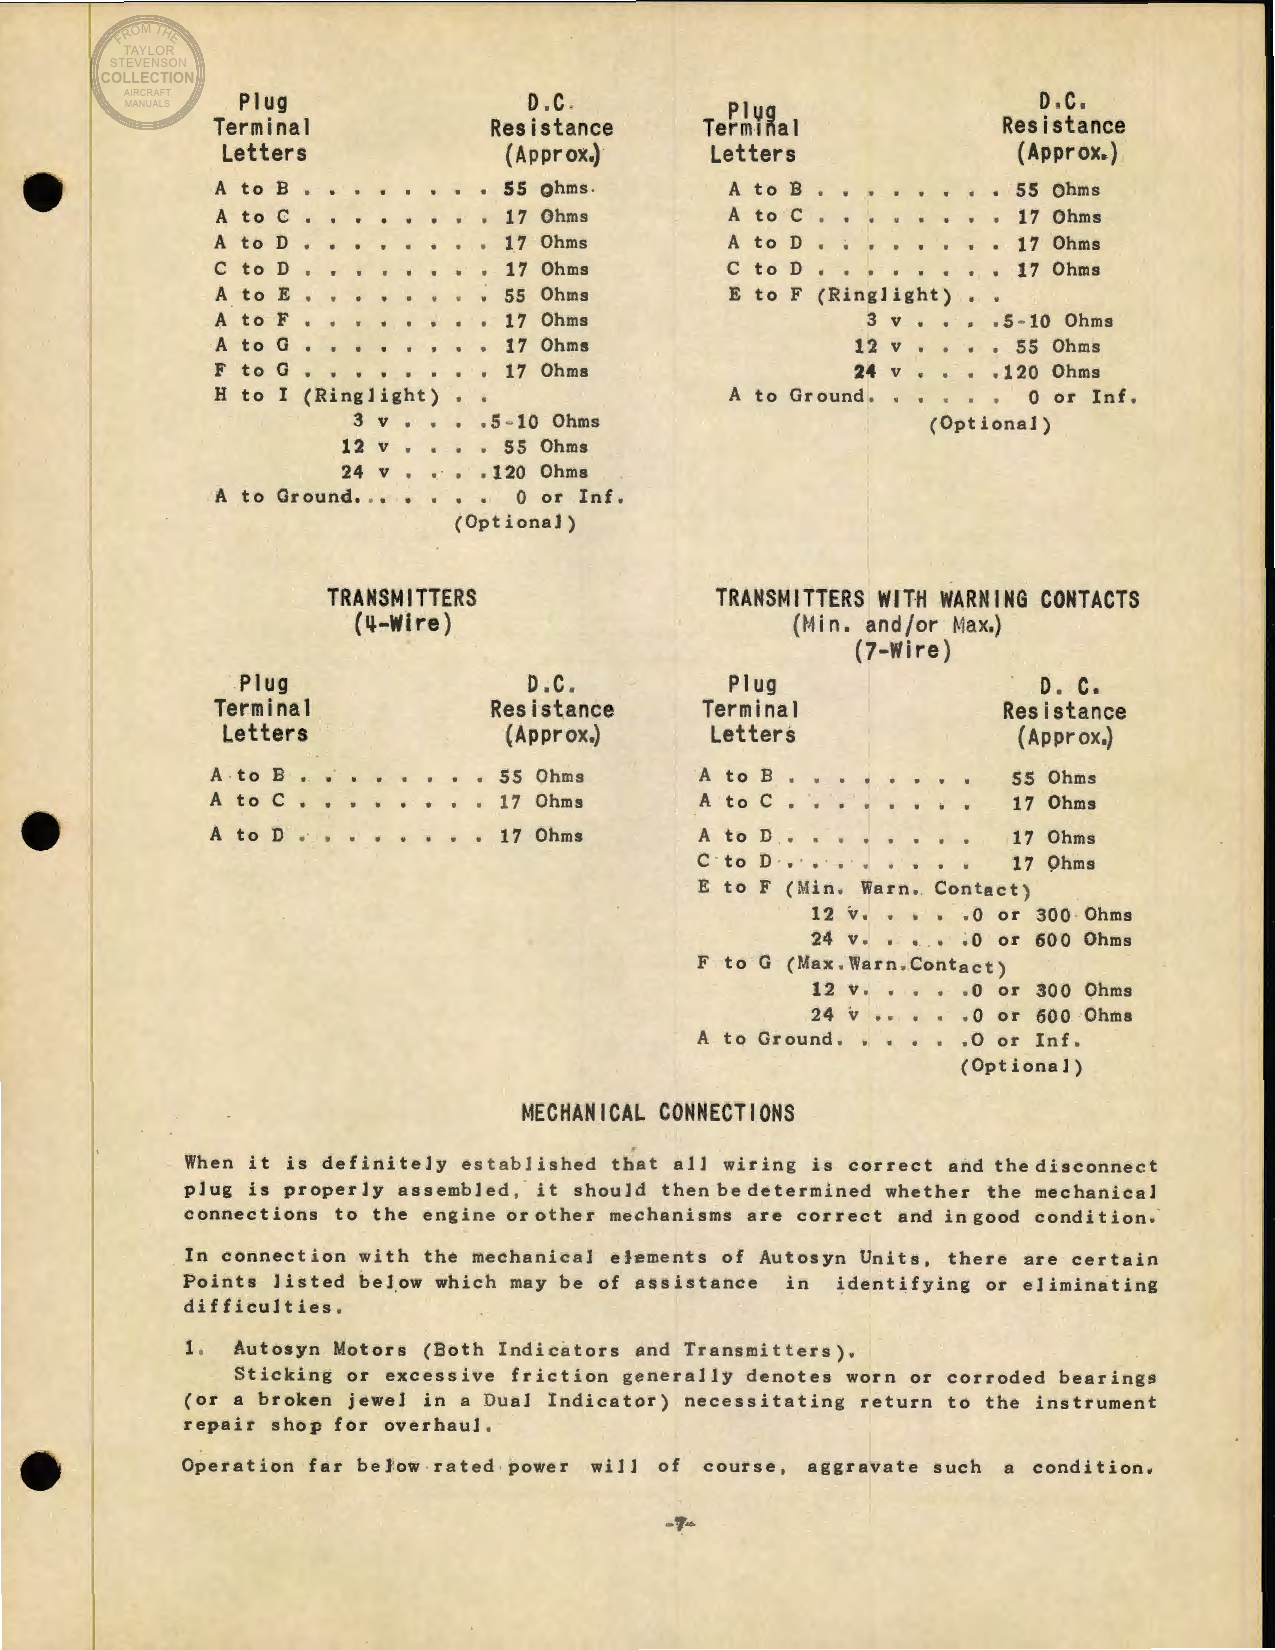 FROM THE
TAYLOR
STEVENSON
COLLECTION
AIRCRAFT
MANUALS
Plug D.C.
Terminal Resistance
Letters (Approx.)
A to B . . . . . . . . 55 Ohms.
A to C . . . . . . . . 17 Ohms
A to D . . . . . . . . 17 Ohms
C to D . . . . . . . . 17 Ohms
A to E . . . . . . . . 55 Ohms
A to F . . . . . . . . 17 Ohms
A to G . . . . . . . . 17 Ohms
F to G . . . . . . . . 17 Ohms
H to I (Ringlight) . .
3 v . . . .5-10 Ohms
12 v . . . . 55 Ohms
24 v . . . .120 Ohms
A to Ground. . . . . . . 0 or Inf.
(Optional)
Plug D.C.
Terminal Resistance
Letters (Approx.)
A to B . . . . . . . . 55 Ohms
A to C . . . . . . . . 17 Ohms
A to D . . . . . . . . 17 Ohms
C to D . . . . . . . . 17 Ohms
E to F (Ringlight) . .
3 v . . . .5-10 Ohms
12 v . . . . 55 Ohms
24 v . . . .120 Ohms
A to Ground. . . . . . 0 or Inf.
(Optional)
TRANSMITTERS
(4-Wire)
Plug D.C.
Terminal Resistance
Letters (Approx.)
A to B . . . . . . . . 55 Ohms
A to C . . . . . . . . 17 Ohms
A to D . . . . . . . . 17 Ohms
TRANSMITTERS WITH WARNING CONTACTS
(Min. and/or Max.)
(7-Wire)
Plug D. C.
Terminal Resistance
Letters (Approx.)
A to B . . . . . . . . 55 Ohms
A to C . . . . . . . . 17 Ohms
A to D . . . . . . . . 17 Ohms
C to D . . . . . . . . 17 Ohms
E to F (Min. Warn. Contact)
12 v. . . . .0 or 300 Ohms
24 v. . . . .0 or 600 Ohms
F to G (Max.Warn.Contact)
12 v. . . . .0 or 300 Ohms
24 v . . . . .0 or 600 Ohms
A to Ground. . . . . .0 or Inf.
(Optional)
MECHANICAL CONNECTIONS
When it is definitely established that all wiring is correct and the disconnect
plug is properly assembled, it should then be determined whether the mechanical
connections to the engine or other mechanisms are correct and in good condition.
In connection with the mechanical elements of Autosyn Units, there are certain
Points listed below which may be of assistance in identifying or eliminating
difficulties.
1. Autosyn Motors (Both Indicators and Transmitters).
Sticking or excessive friction generally denotes worn or corroded bearings
(or a broken jewel in a Dual Indicator) necessitating return to the instrument
repair shop for overhaul.
Operation far below rated power will of course, aggravate such a condition.
-7-